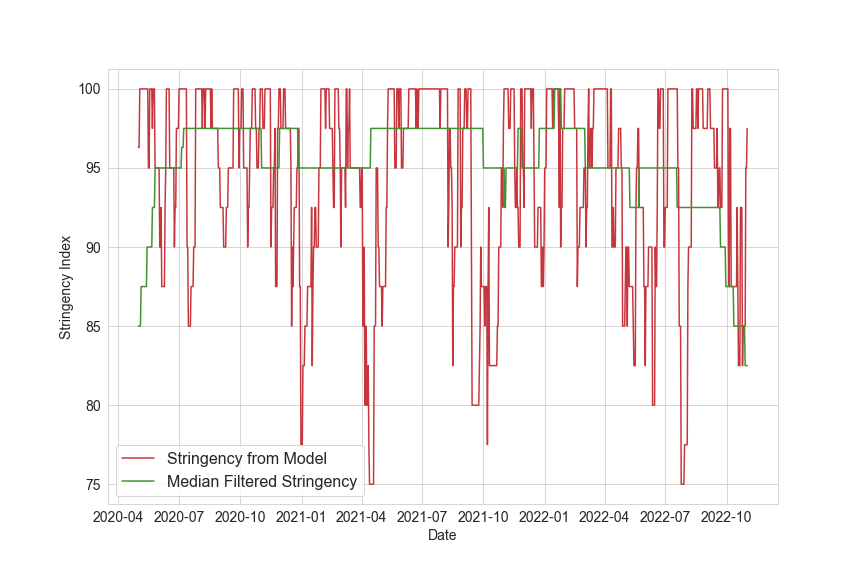 100
95
90
85
80
75
Stringency Index
Stringency from Model
Median Filtered Stringency
2020-04 2020-07 2020-10 2021-01 2021-04 2021-07 2021-10 2022-01 2022-04 2022-07 2022-10
Date